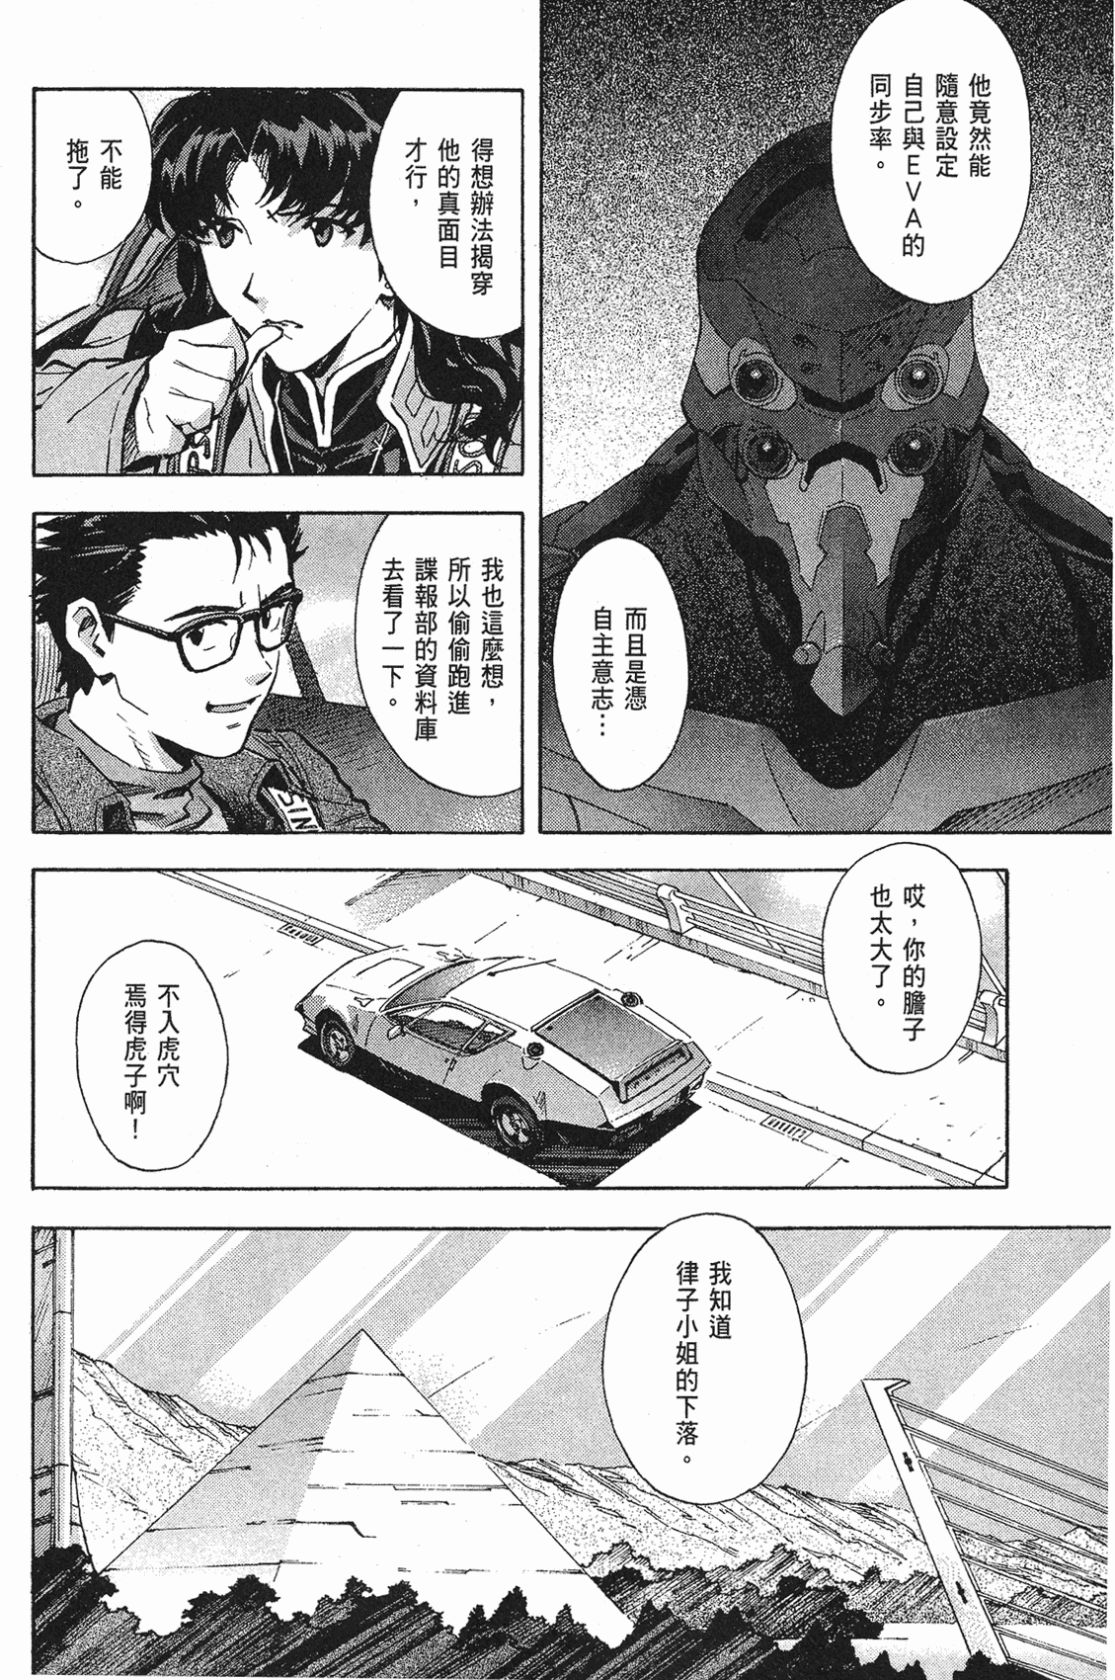 他竟然能
隨意設定
自己與EVA的
同步率。
而且是憑
自主意志…
得想辦法揭穿
他的真面目
才行，
不能
拖了。
我也這麼想，
所以偷偷跑進
諜報部的資料庫
去看了一下。
SIN
哎，你的膽子
也太大了。
不入虎穴
焉得虎子啊！
我知道
律子小姐的下落。